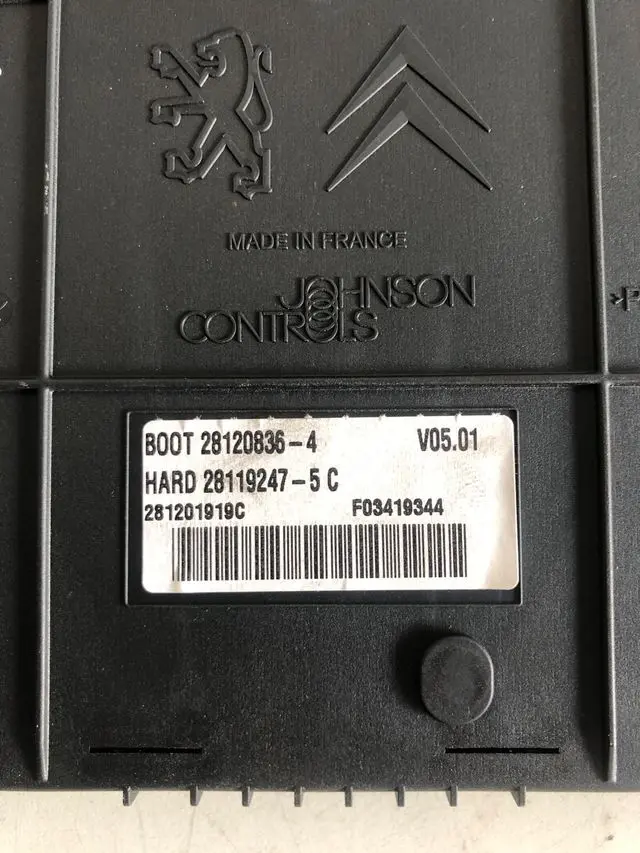 MADE IN FRANCE
JOHNSON
CONTROLS
BOOT 28120836-4 V05.01
HARD 28119247-5 C
281201919C F03419344